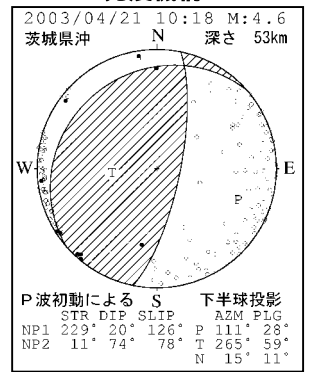 2003/04/21 10:18 M:4.6
茨城県沖 N 深さ 53km
W T E
P
P波初動による S 下半球投影
STR DIP SLIP AZM PLG
NP1 229° 20° 126° P 111° 28°
NP2 11° 74° 78° T 265° 59°
N 15° 11°